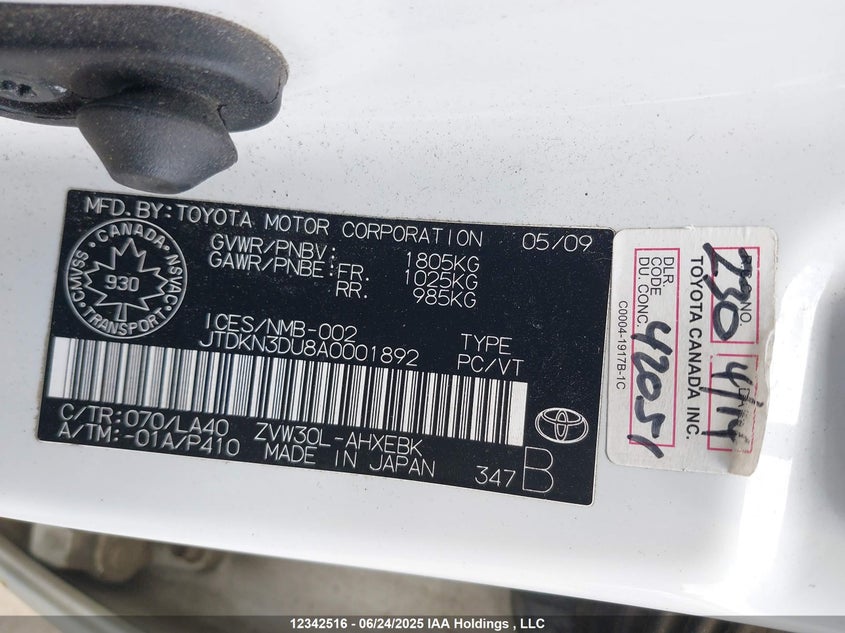 MFD. BY: TOYOTA MOTOR CORPORATION 05/09
GVWR/PNBV: 1805KG
GAWR/PNBE: FR. 1025KG
RR. 985KG
CANADA
CMVSS NSVAC
930
TRANSPORT
ICES/NMB-002
JTDKN3DU8A0001892
TYPE
PC/VT
C/TR: 070/LA40
A/TM: -01A/P410
ZVW30L-AHXEBK
MADE IN JAPAN
347 B
NO.
230 4/14
TOYOTA CANADA INC.
DLR.
CODE
DU. CONC.
42051
C0004-1917B-1C
12342516 - 06/24/2025 IAA Holdings , LLC